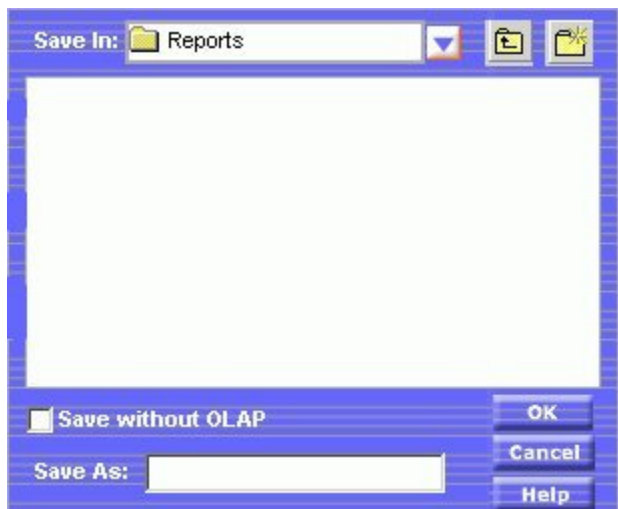 Save In: Reports
Save without OLAP
OK
Save As:
Cancel
Help